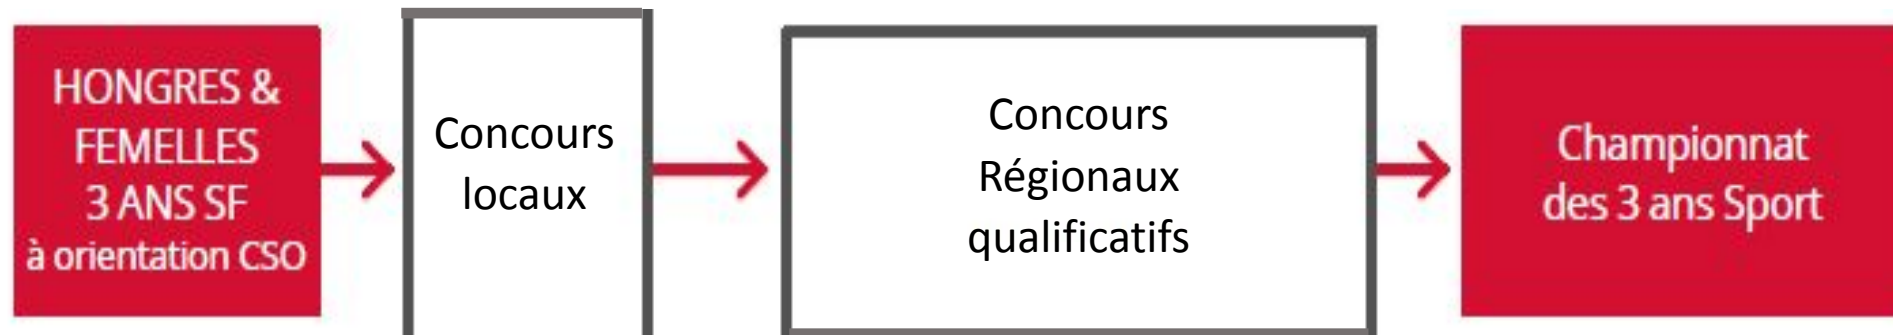 HONGRES &
FEMELLES
3 ANS SF
à orientation CSO
Concours
locaux
Concours
Régionaux
qualificatifs
Championnat
des 3 ans Sport